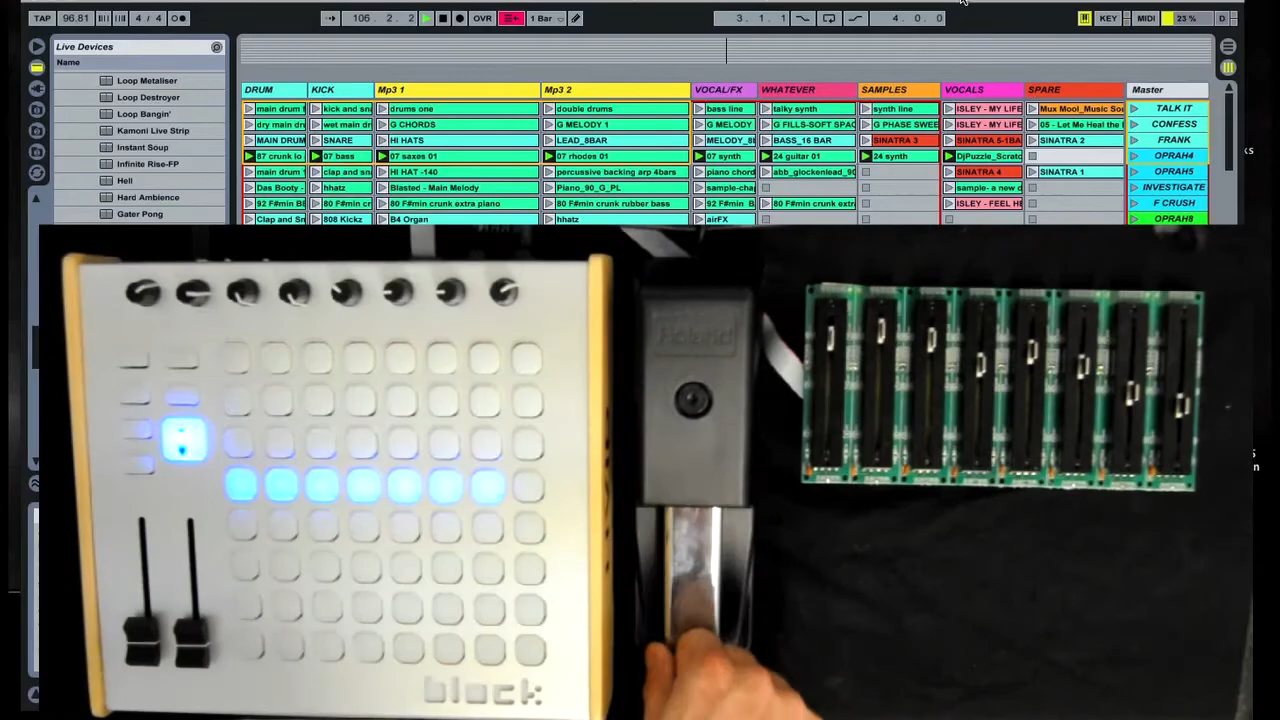 TAP 96.81 4 / 4 106 . 2 . 2 OVR 1 Bar 3 . 1 . 1 4 . 0 . 0 KEY MIDI 23 % D
Live Devices
Name
Loop Metaliser
Loop Destroyer
Loop Bangin'
Kamoni Live Strip
Instant Soup
Infinite Rise-FP
Hell
Hard Ambience
Gater Pong
DRUM KICK Mp3 1 Mp3 2 VOCAL/FX WHATEVER SAMPLES VOCALS SPARE Master
main drum kick and sn drums one double drums bass line talky synth synth line ISLEY - MY LIFE Mux Mool_Music So TALK IT
dry main dr wet main d G CHORDS G MELODY 1 G MELODY G FILLS-SOFT SPAC G PHASE SWEE ISLEY - MY LIFE 05 - Let Me Heal the CONFESS
MAIN DRUM SNARE HI HATS LEAD_8BAR MELODY_8 BASS_16 BAR SINATRA 3 SINATRA 5-1BA SINATRA 2 FRANK
87 crunk lo 07 bass 07 saxes 01 07 rhodes 01 07 synth 24 guitar 01 24 synth DjPuzzle_Scratc OPRAH4
main drum clap and sn HI HAT -140 percussive backing arp 4bars piano chord abb_glockenlead_90 SINATRA 4 SINATRA 1 OPRAH5
Das Booty - hhatz Blasted - Main Melody Piano_90_G_PL sample-cha sample- a new d INVESTIGATE
92 F#min c 80 F#min cr 80 F#min crunk extra piano 80 F#min crunk rubber bass 92 F#min c 80 F#min crunk extr ISLEY - FEEL HE F CRUSH
Clap and Sn 808 Kickz B4 Organ hhatz airFX OPRAH8
Roland
block